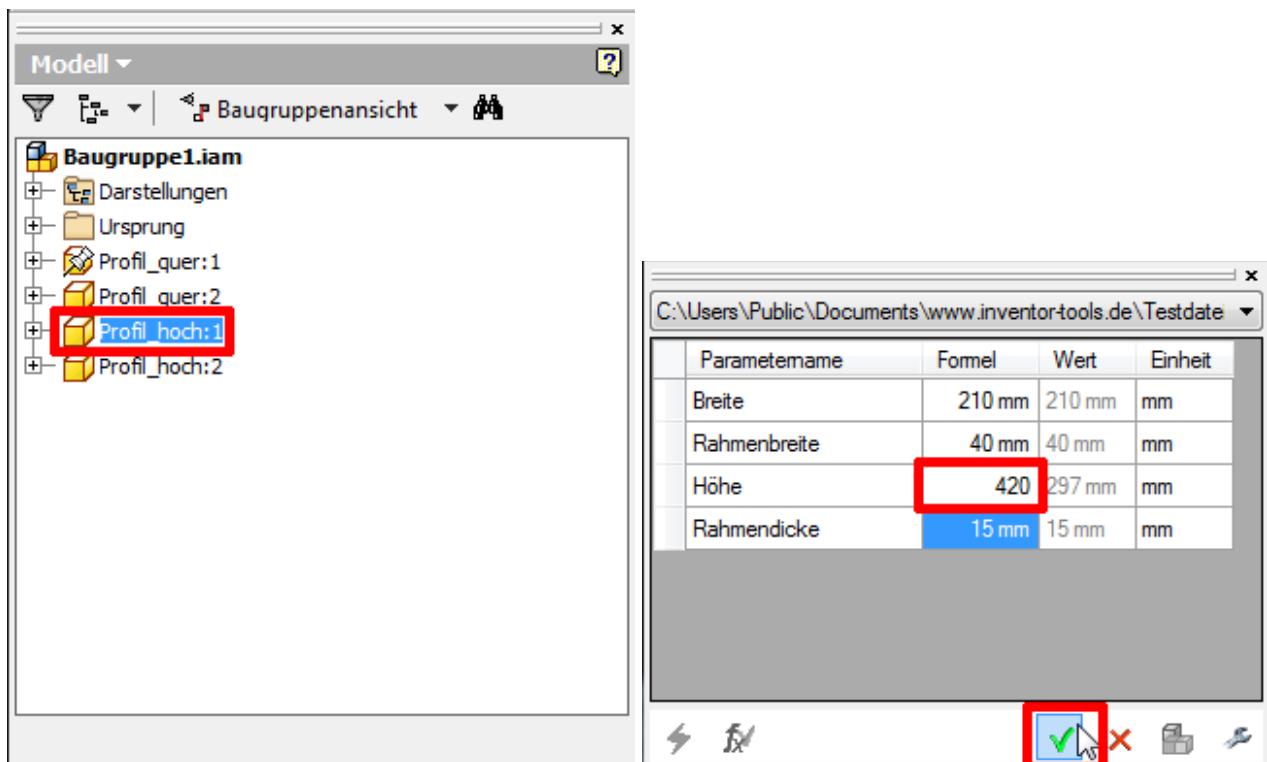 Modell
Baugruppenansicht
Baugruppe1.iam
Darstellungen
Ursprung
Profil_quer:1
Profil_quer:2
Profil_hoch:1
Profil_hoch:2
C:\Users\Public\Documents\www.inventor-tools.de\Testdatei
Parametername Formel Wert Einheit
Breite 210 mm 210 mm mm
Rahmenbreite 40 mm 40 mm mm
Höhe 420 297 mm mm
Rahmendicke 15 mm 15 mm mm